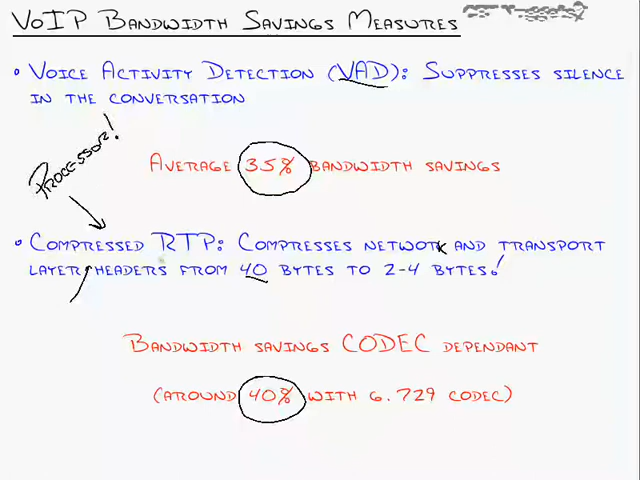 VoIP Bandwidth Savings Measures
• Voice Activity Detection (VAD): Suppresses silence
in the conversation
Processor!
Average 35% bandwidth savings
• Compressed RTP: Compresses network and transport
layer headers from 40 bytes to 2-4 bytes!
Bandwidth savings CODEC dependant
(around 40% with G.729 codec)